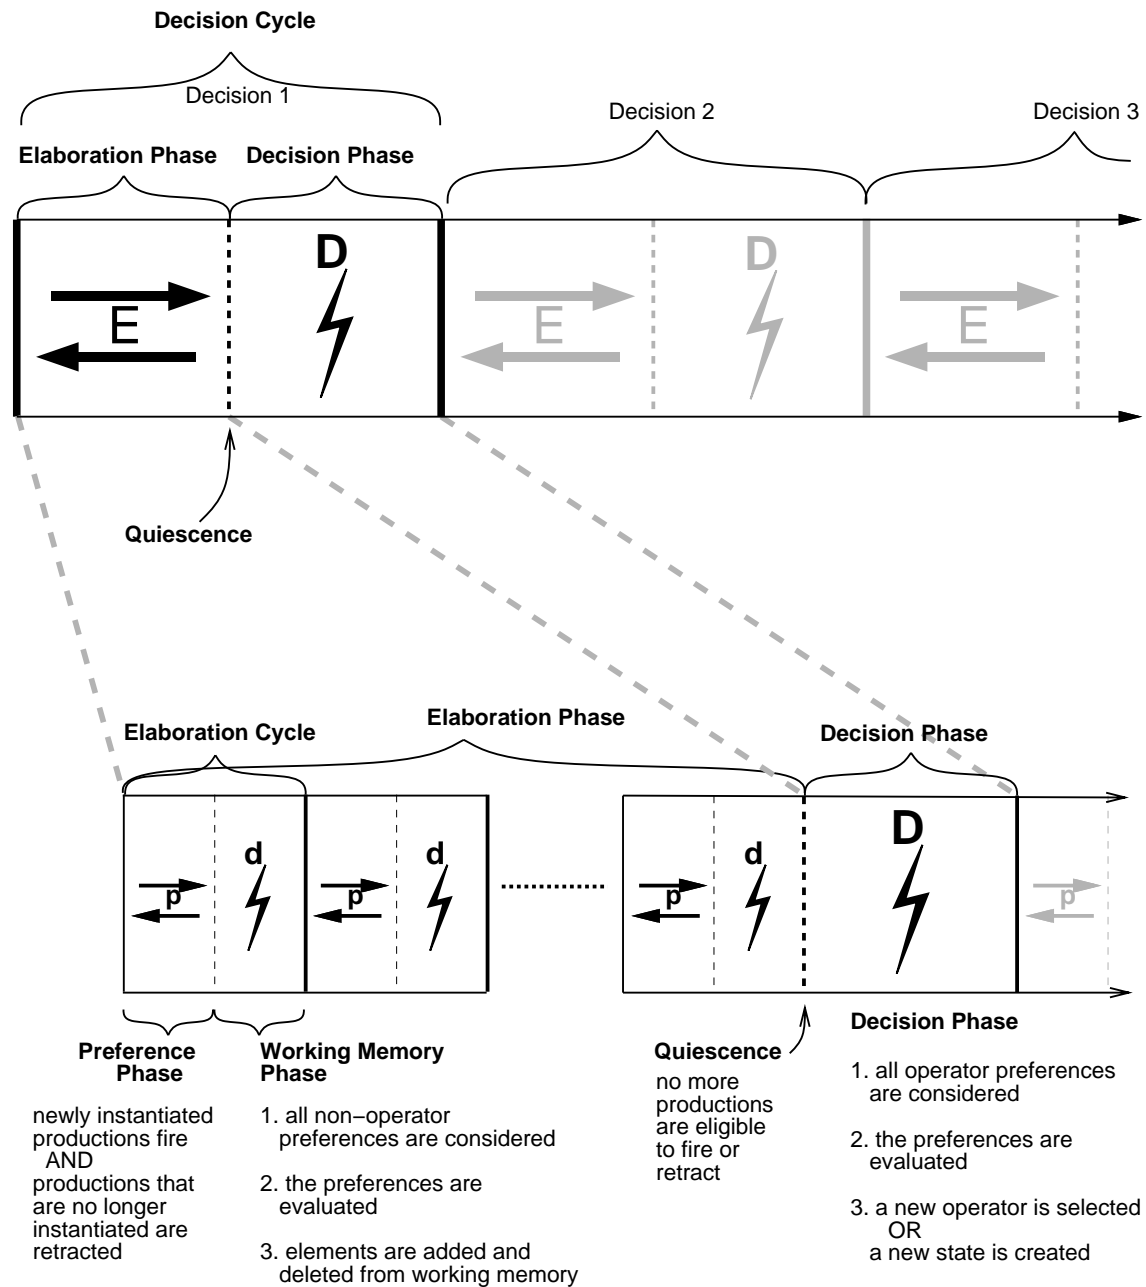 Decision Cycle
Decision 1
Decision 2
Decision 3
Elaboration Phase
Decision Phase
D
D
E
E
E
Quiescence
Elaboration Phase
Elaboration Cycle
Decision Phase
D
d
d
d
p
p
p
p
Preference
Phase
newly instantiated
productions fire
AND
productions that
are no longer
instantiated are
retracted
Working Memory
Phase
1. all non−operator
preferences are considered
2. the preferences are
evaluated
3. elements are added and
deleted from working memory
Quiescence
no more
productions
are eligible
to fire or
retract
Decision Phase
1. all operator preferences
are considered
2. the preferences are
evaluated
3. a new operator is selected
OR
a new state is created